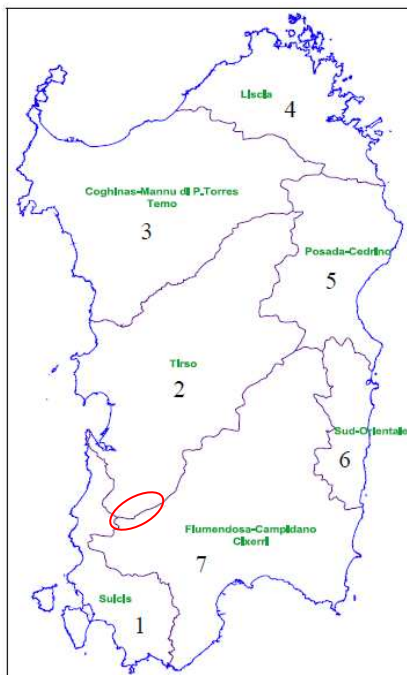 Liscia
4
Coghinas-Mannu di P.Torres
Temo
3
Posada-Cedrino
5
Tirso
2
Sud-Orientale
6
Flumendosa-Campidano
Cixerri
7
Sulcis
1